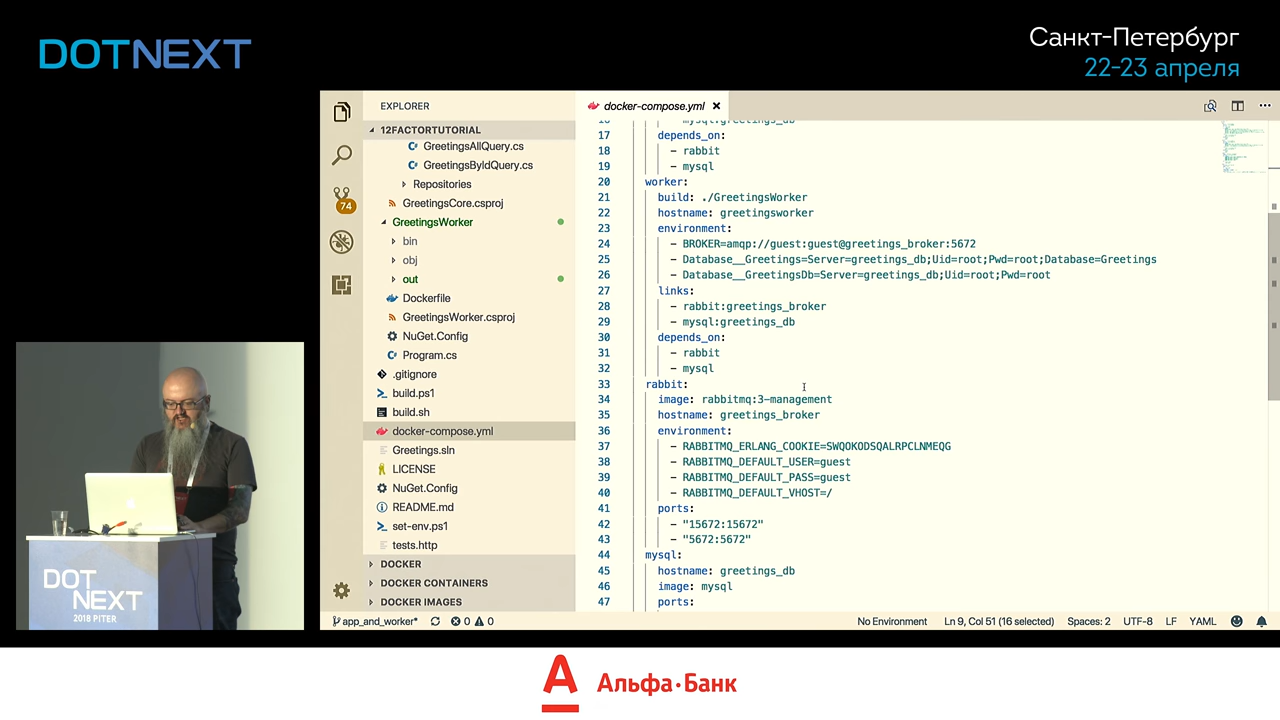 DOTNEXT
Санкт-Петербург
22-23 апреля
EXPLORER
12FACTORTUTORIAL
GreetingsAllQuery.cs
GreetingsByIdQuery.cs
Repositories
GreetingsCore.csproj
GreetingsWorker
bin
obj
out
Dockerfile
GreetingsWorker.csproj
NuGet.Config
Program.cs
.gitignore
build.ps1
build.sh
docker-compose.yml
Greetings.sln
LICENSE
NuGet.Config
README.md
set-env.ps1
tests.http
DOCKER
DOCKER CONTAINERS
DOCKER IMAGES
74
docker-compose.yml
16 - mysql:greetings_db
17 depends_on:
18 - rabbit
19 - mysql
20 worker:
21 build: ./GreetingsWorker
22 hostname: greetingsworker
23 environment:
24 - BROKER=amqp://guest:guest@greetings_broker:5672
25 - Database__Greetings=Server=greetings_db;Uid=root;Pwd=root;Database=Greetings
26 - Database__GreetingsDb=Server=greetings_db;Uid=root;Pwd=root
27 links:
28 - rabbit:greetings_broker
29 - mysql:greetings_db
30 depends_on:
31 - rabbit
32 - mysql
33 rabbit:
34 image: rabbitmq:3-management
35 hostname: greetings_broker
36 environment:
37 - RABBITMQ_ERLANG_COOKIE=SWQOKODSQALRPCLNMEQG
38 - RABBITMQ_DEFAULT_USER=guest
39 - RABBITMQ_DEFAULT_PASS=guest
40 - RABBITMQ_DEFAULT_VHOST=/
41 ports:
42 - "15672:15672"
43 - "5672:5672"
44 mysql:
45 hostname: greetings_db
46 image: mysql
47 ports:
app_and_worker* 0 0 No Environment Ln 9, Col 51 (16 selected) Spaces: 2 UTF-8 LF YAML
DOT
NEXT
2018 PITER
Альфа·Банк